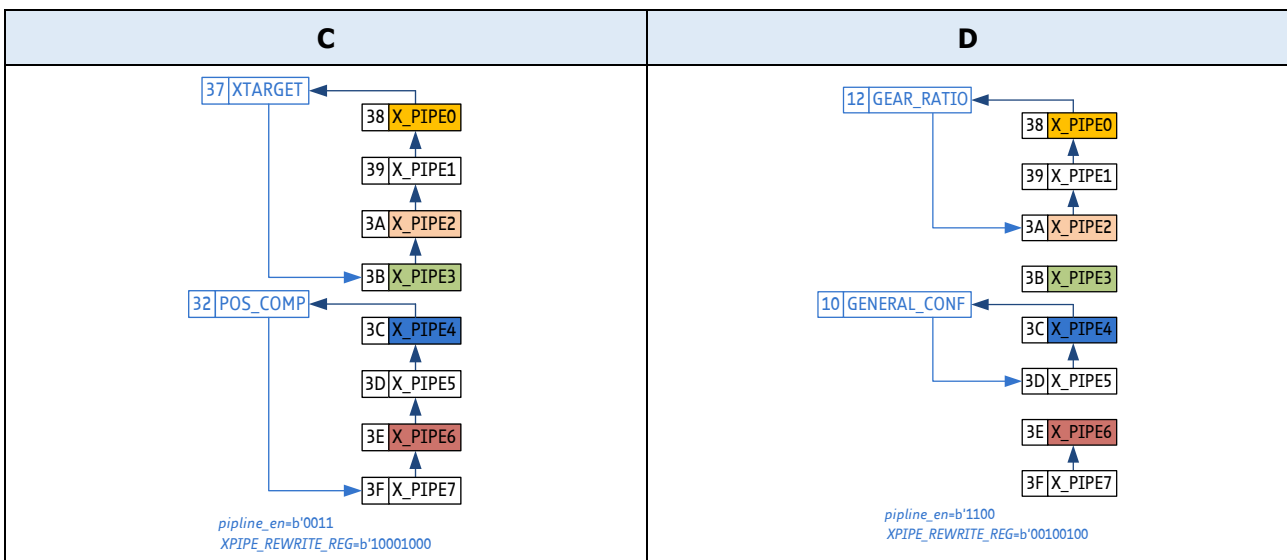 C
D
37 XTARGET
38 X_PIPE0
39 X_PIPE1
3A X_PIPE2
3B X_PIPE3
32 POS_COMP
3C X_PIPE4
3D X_PIPE5
3E X_PIPE6
3F X_PIPE7
pipline_en=b'0011
XPIPE_REWRITE_REG=b'10001000
12 GEAR_RATIO
38 X_PIPE0
39 X_PIPE1
3A X_PIPE2
3B X_PIPE3
10 GENERAL_CONF
3C X_PIPE4
3D X_PIPE5
3E X_PIPE6
3F X_PIPE7
pipline_en=b'1100
XPIPE_REWRITE_REG=b'00100100